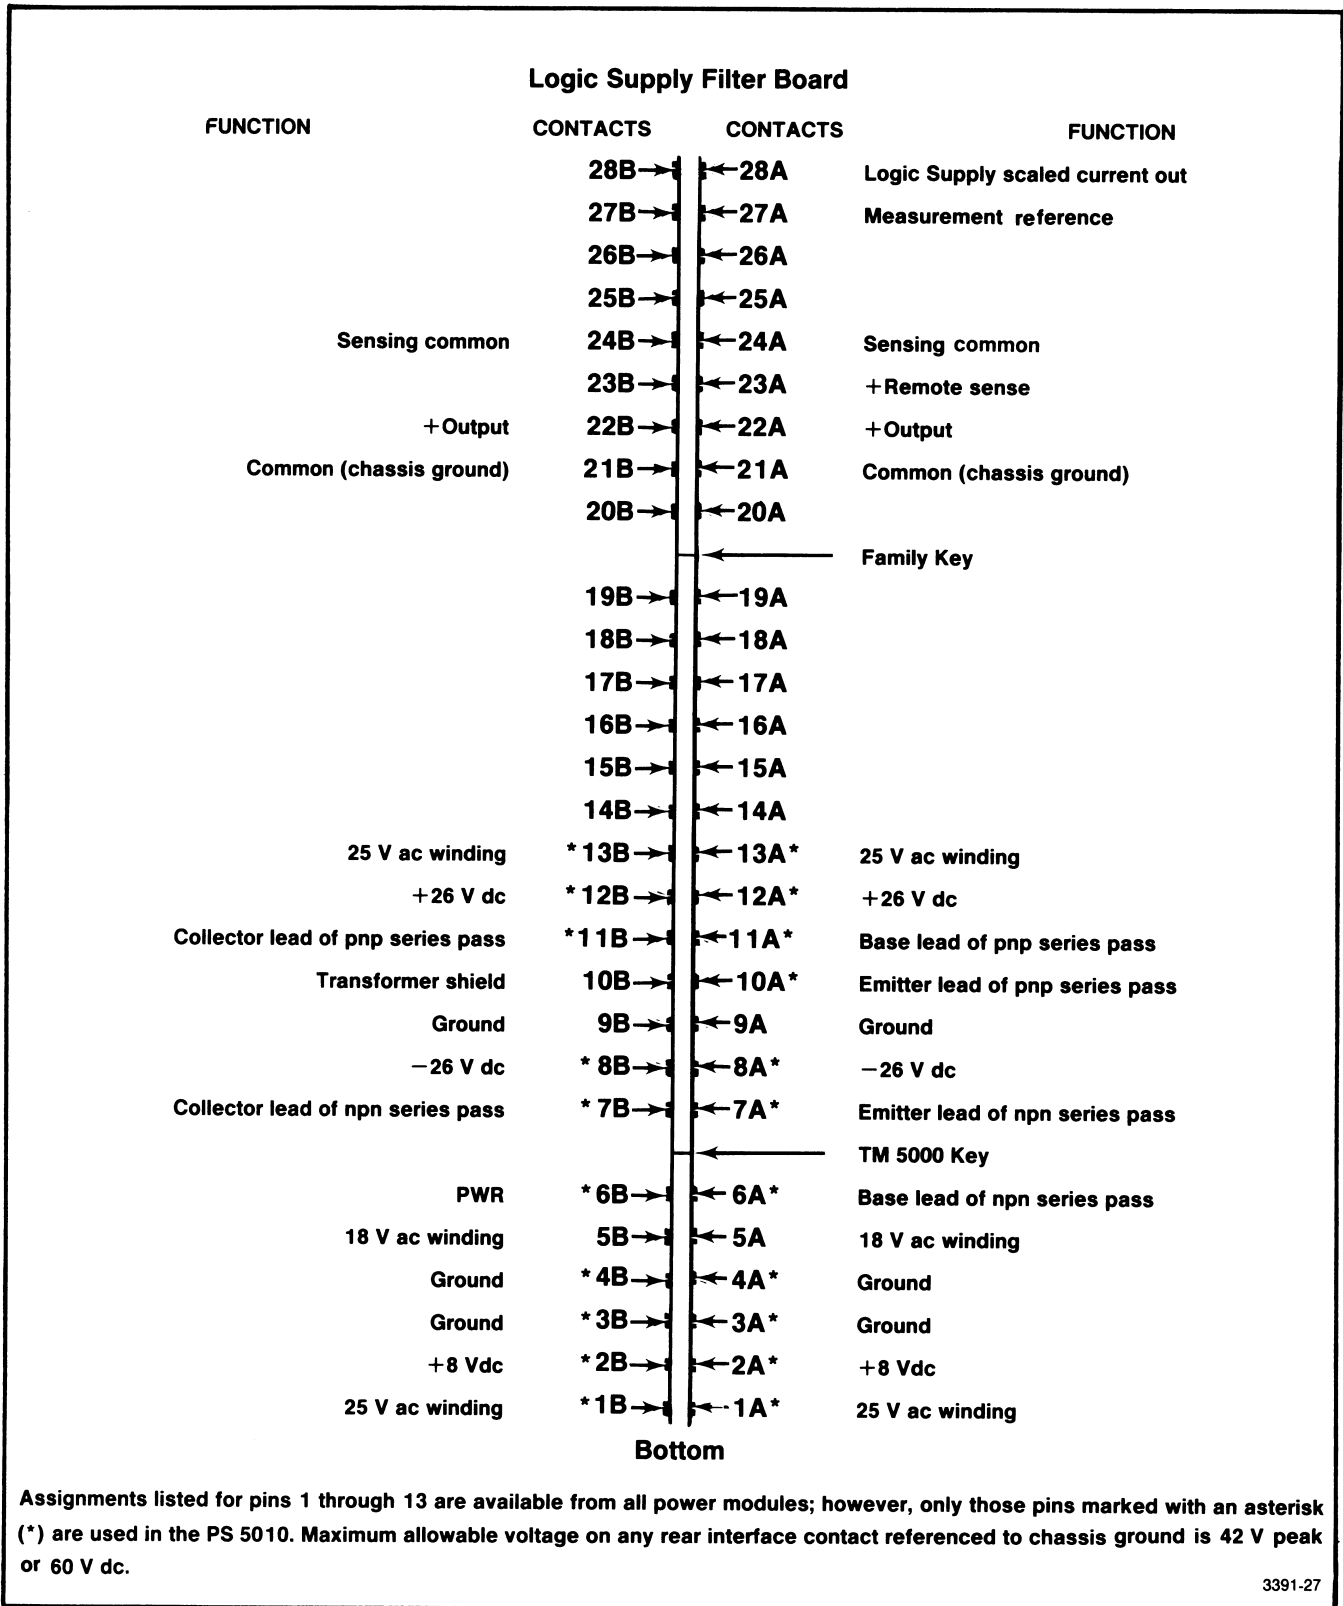 Logic Supply Filter Board
FUNCTION CONTACTS CONTACTS FUNCTION
28B 28A Logic Supply scaled current out
27B 27A Measurement reference
26B 26A
25B 25A
Sensing common 24B 24A Sensing common
23B 23A +Remote sense
+Output 22B 22A +Output
Common (chassis ground) 21B 21A Common (chassis ground)
20B 20A
Family Key
19B 19A
18B 18A
17B 17A
16B 16A
15B 15A
14B 14A
25 V ac winding *13B 13A* 25 V ac winding
+26 V dc *12B 12A* +26 V dc
Collector lead of pnp series pass *11B 11A* Base lead of pnp series pass
Transformer shield 10B 10A* Emitter lead of pnp series pass
Ground 9B 9A Ground
−26 V dc *8B 8A* −26 V dc
Collector lead of npn series pass *7B 7A* Emitter lead of npn series pass
TM 5000 Key
PWR *6B 6A* Base lead of npn series pass
18 V ac winding 5B 5A 18 V ac winding
Ground *4B 4A* Ground
Ground *3B 3A* Ground
+8 Vdc *2B 2A* +8 Vdc
25 V ac winding *1B 1A* 25 V ac winding
Bottom
Assignments listed for pins 1 through 13 are available from all power modules; however, only those pins marked with an asterisk
(*) are used in the PS 5010. Maximum allowable voltage on any rear interface contact referenced to chassis ground is 42 V peak
or 60 V dc.
3391-27